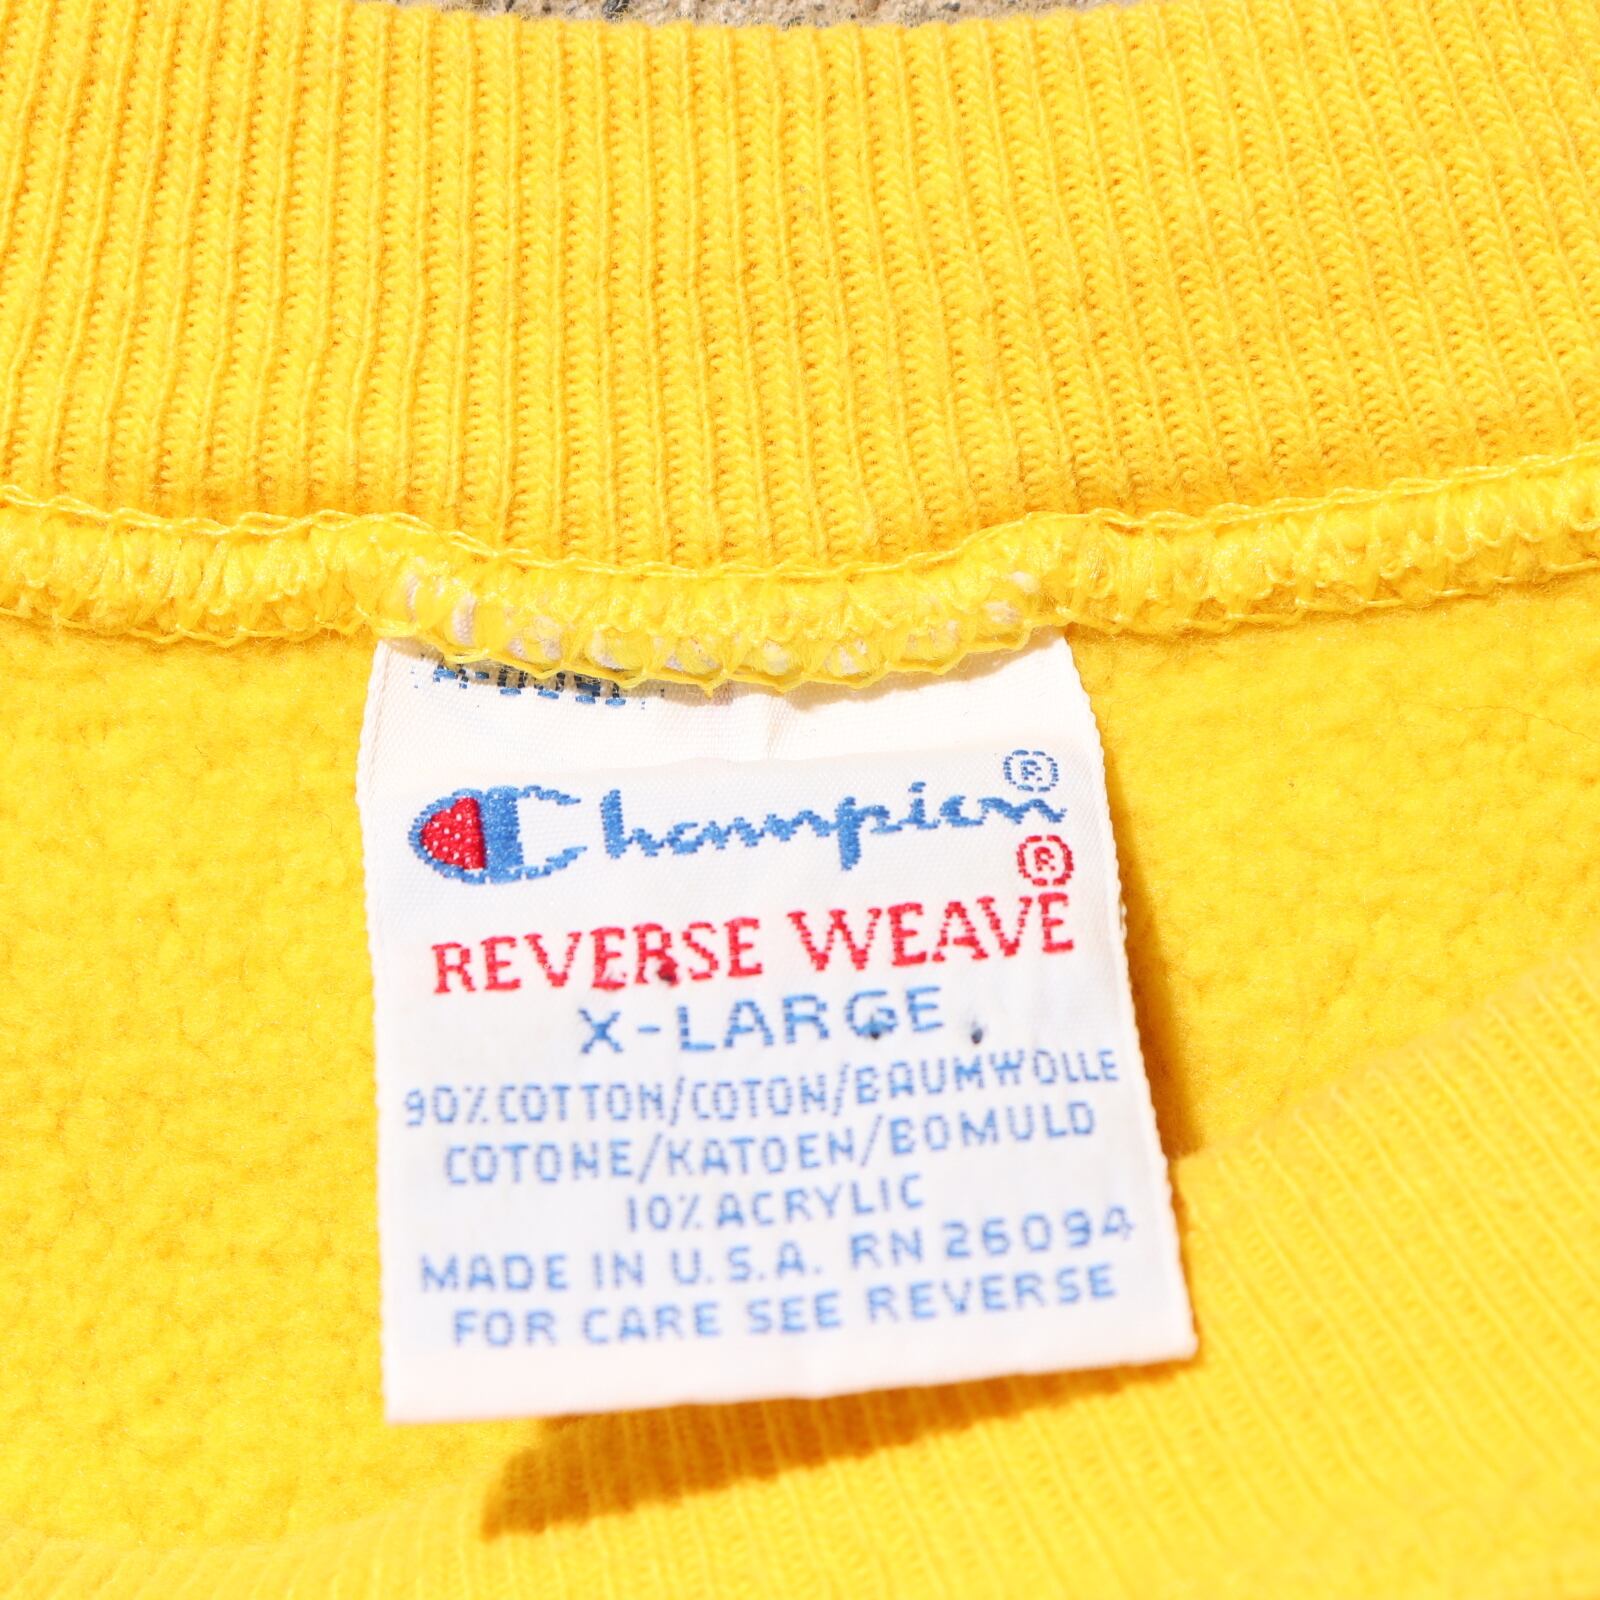 Champion®
REVERSE WEAVE®
X-LARGE
90% COTTON/COTON/BAUMWOLLE
COTONE/KATOEN/BOMULD
10% ACRYLIC
MADE IN U.S.A. RN 26094
FOR CARE SEE REVERSE